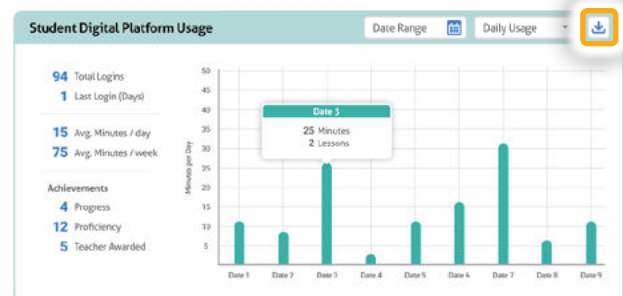 Student Digital Platform Usage
Date Range
Daily Usage
94 Total Logins
1 Last Login (Days)
15 Avg. Minutes / day
75 Avg. Minutes / week
Achievements
4 Progress
12 Proficiency
5 Teacher Awarded
Minutes per Day
50
45
40
35
30
25
20
15
10
5
Date 3
25 Minutes
2 Lessons
Date 1 Date 2 Date 3 Date 4 Date 5 Date 6 Date 7 Date 8 Date 9